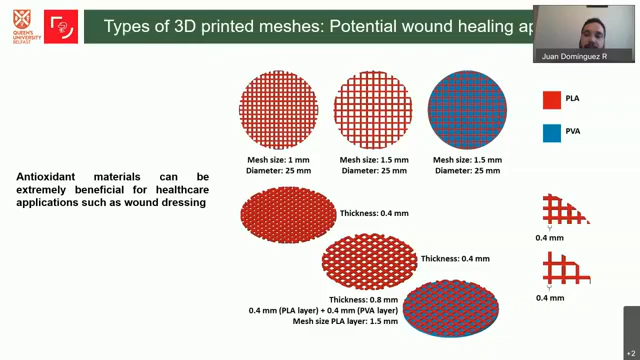 QUEEN'S
UNIVERSITY
BELFAST
Types of 3D printed meshes: Potential wound healing ap
Juan Domínguez R
PLA
PVA
Mesh size: 1 mm
Diameter: 25 mm
Mesh size: 1.5 mm
Diameter: 25 mm
Mesh size: 1.5 mm
Diameter: 25 mm
Antioxidant materials can be
extremely beneficial for healthcare
applications such as wound dressing
Thickness: 0.4 mm
Thickness: 0.4 mm
Thickness: 0.8 mm
0.4 mm (PLA layer) + 0.4 mm (PVA layer)
Mesh size PLA layer: 1.5 mm
0.4 mm
0.4 mm
+2